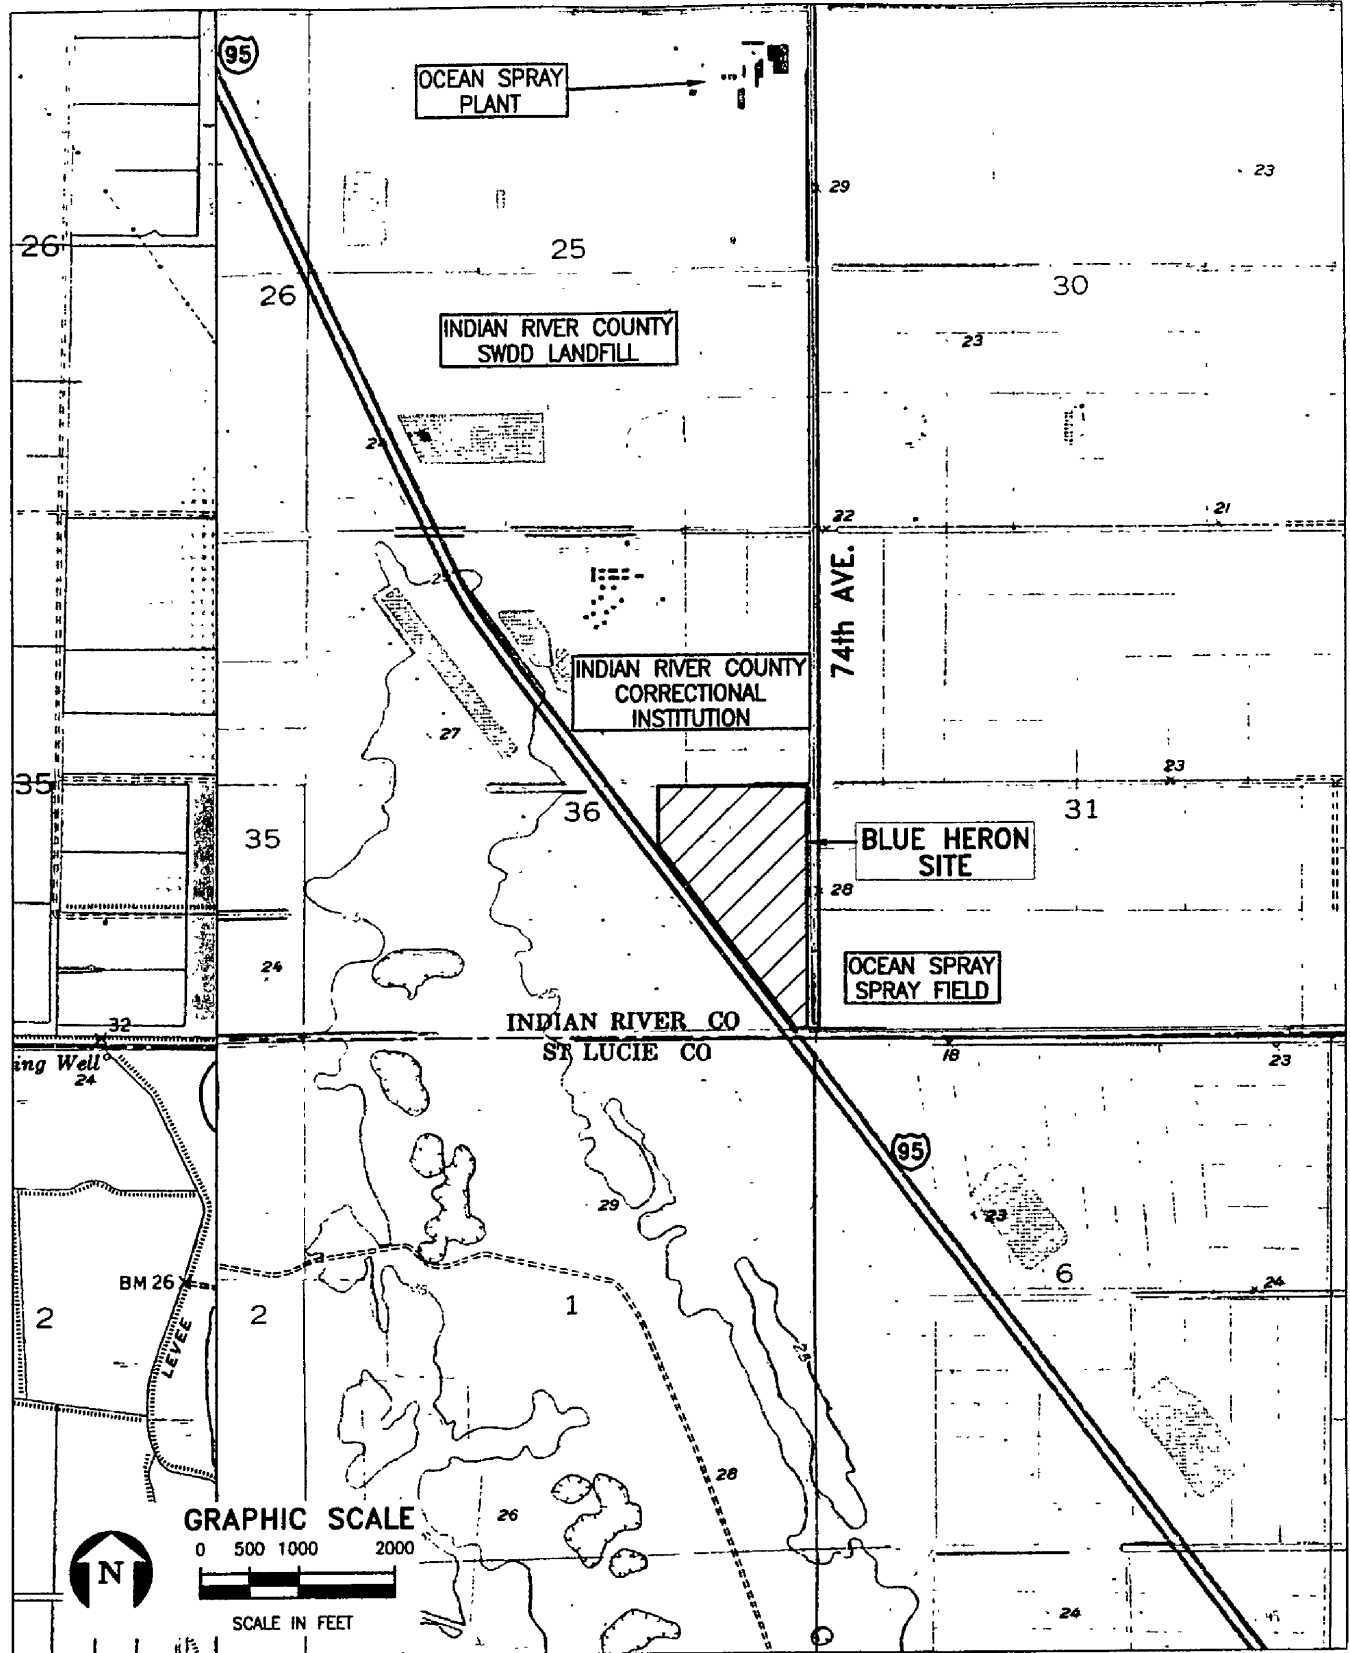 95
OCEAN SPRAY
PLANT
29
23
26
25
30
26
INDIAN RIVER COUNTY
SWDD LANDFILL
23
22
21
74th AVE.
INDIAN RIVER COUNTY
CORRECTIONAL
INSTITUTION
27
23
35
36
31
35
BLUE HERON
SITE
28
24
OCEAN SPRAY
SPRAY FIELD
32
INDIAN RIVER CO
ST LUCIE CO
18
23
ing Well
24
95
29
23
6
BM 26
24
2
2
1
LEVEE
25
28
26
GRAPHIC SCALE
0 500 1000 2000
N
SCALE IN FEET
24